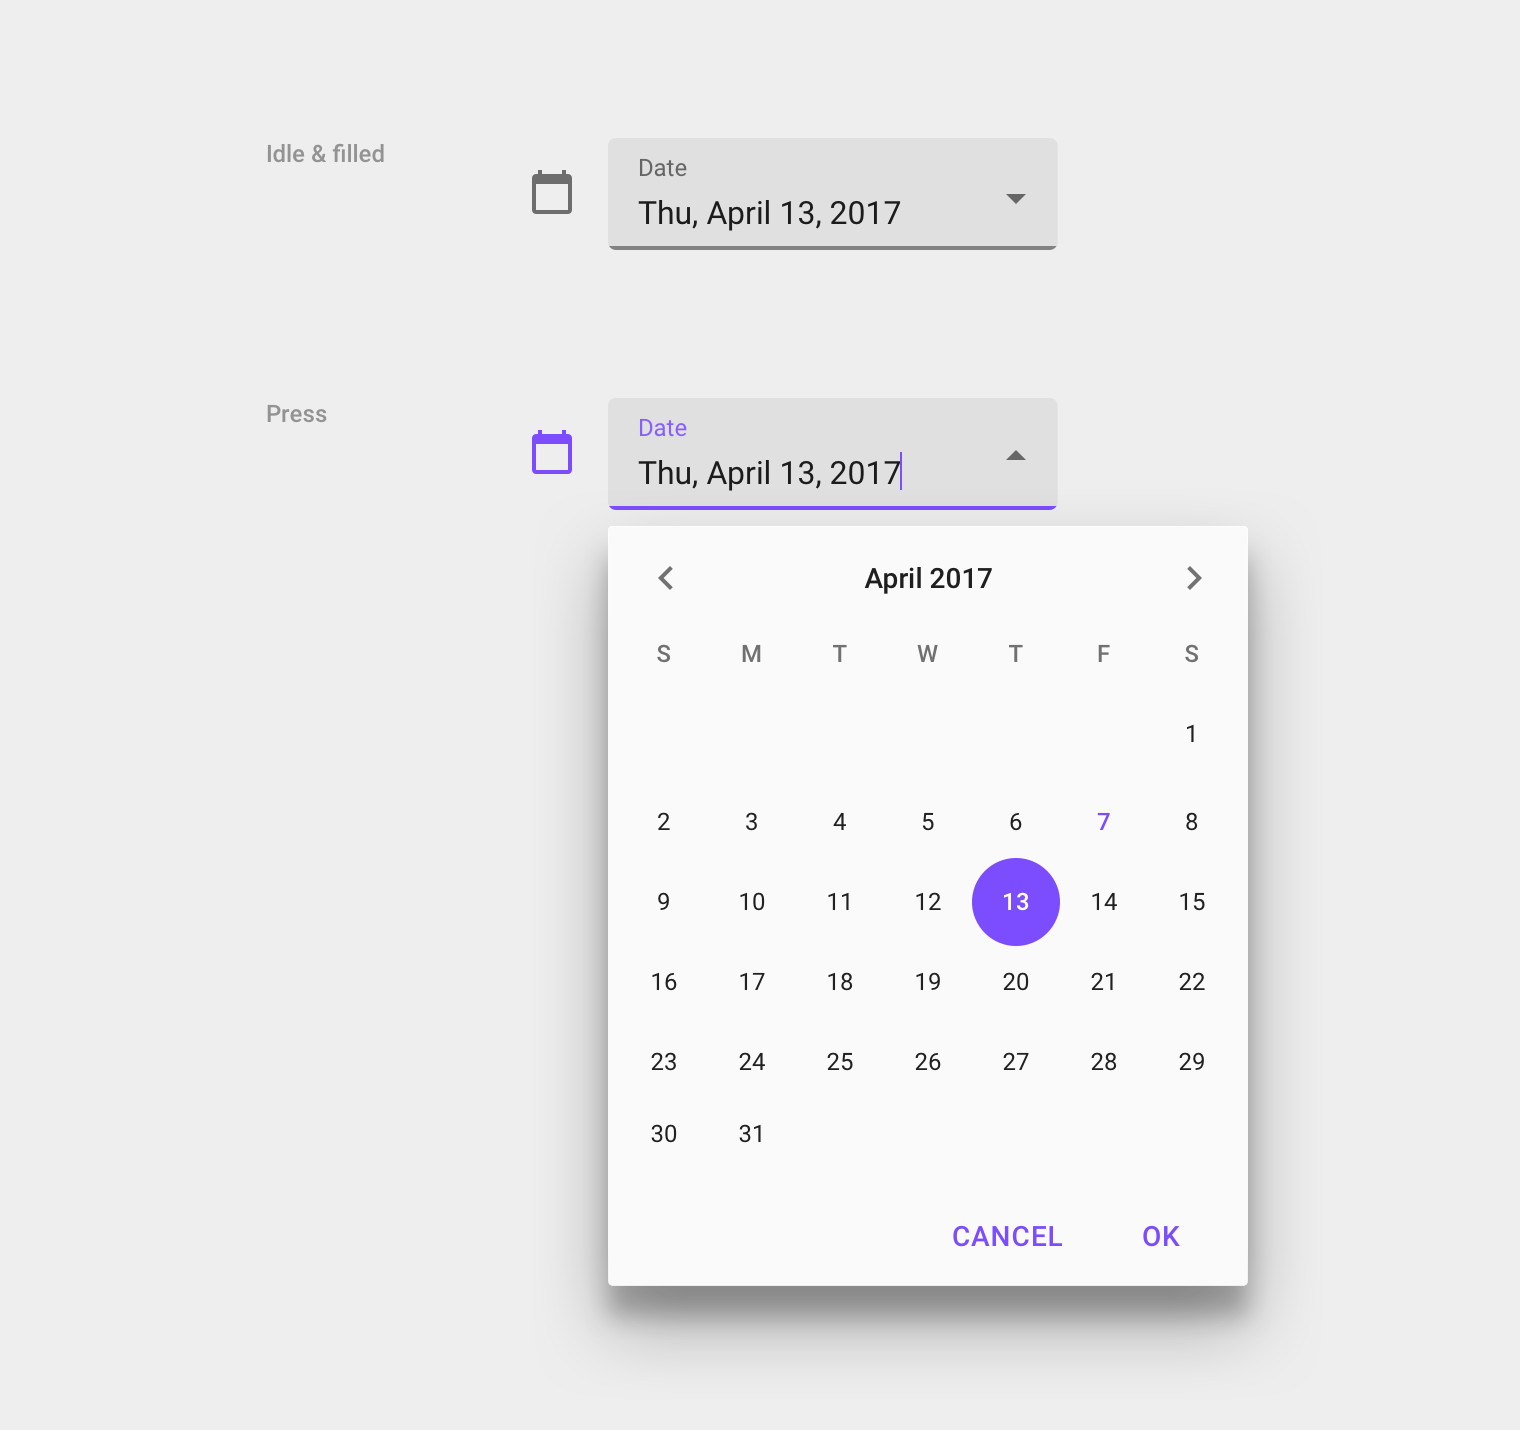 Idle & filled
Date
Thu, April 13, 2017
Press
Date
Thu, April 13, 2017
April 2017
S M T W T F S
1
2 3 4 5 6 7 8
9 10 11 12 13 14 15
16 17 18 19 20 21 22
23 24 25 26 27 28 29
30 31
CANCEL OK